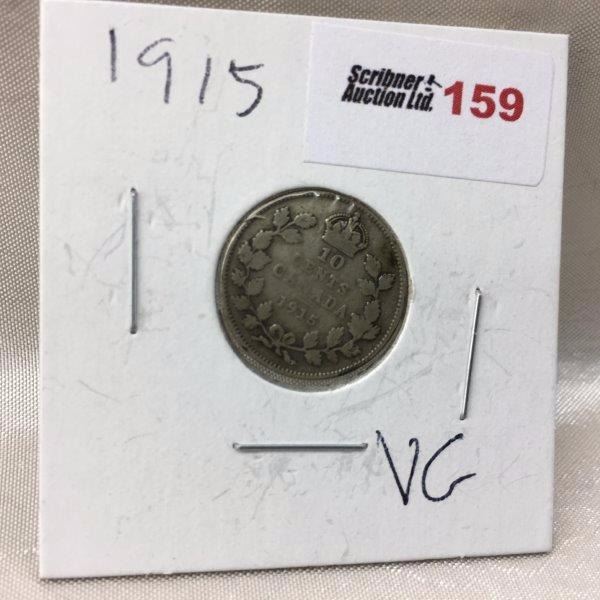 1915
Scribner
Auction Ltd.
159
10
CENTS
CANADA
1915
VG